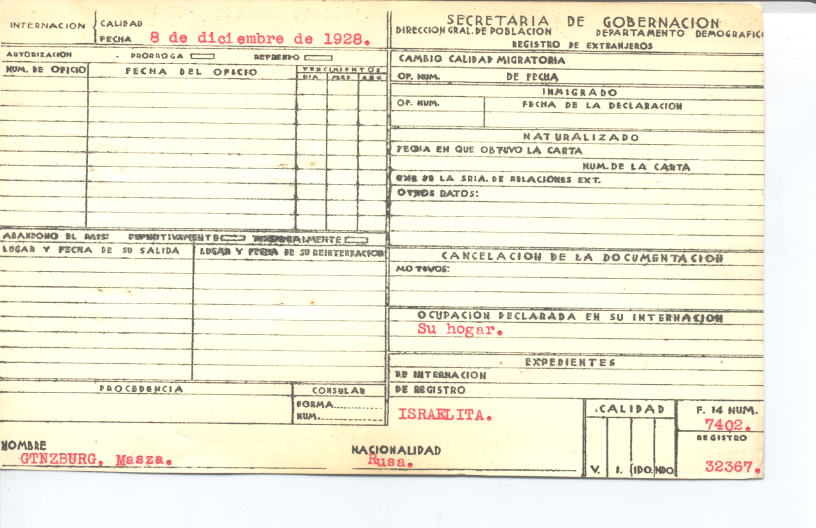 INTERNACION
CALIDAD
FECHA 8 de diciembre de 1928.
AUTORIZACION PRORROGA REFRENDO
NUM. DE OFICIO FECHA DEL OFICIO VENCIMIENTOS
DIA MES AÑO
ABANDONO EL PAIS: DEFINITIVAMENTE TEMPORALMENTE
LUGAR Y FECHA DE SU SALIDA LUGAR Y FECHA DE SU REINTERNACION
PROCEDENCIA CONSULAR
FORMA
NUM.
SECRETARIA DE GOBERNACION
DIRECCION GRAL. DE POBLACION DEPARTAMENTO DEMOGRAFIC
REGISTRO DE EXTRANJEROS
CAMBIO CALIDAD MIGRATORIA
OF. NUM. DE FECHA
INMIGRADO
OF. NUM. FECHA DE LA DECLARACION
NATURALIZADO
FECHA EN QUE OBTUVO LA CARTA
NUM. DE LA CARTA
EXP. DE LA SRIA. DE RELACIONES EXT.
OTROS DATOS:
CANCELACION DE LA DOCUMENTACION
MOTIVOS:
OCUPACION DECLARADA EN SU INTERNACION
Su hogar.
EXPEDIENTES
DE INTERNACION
DE REGISTRO
ISRAELITA.
CALIDAD
V. I. IDO. NDO.
F. 14 NUM.
7402.
REGISTRO
32367.
NOMBRE
GTNZBURG, Masza.
NACIONALIDAD
Rusa.